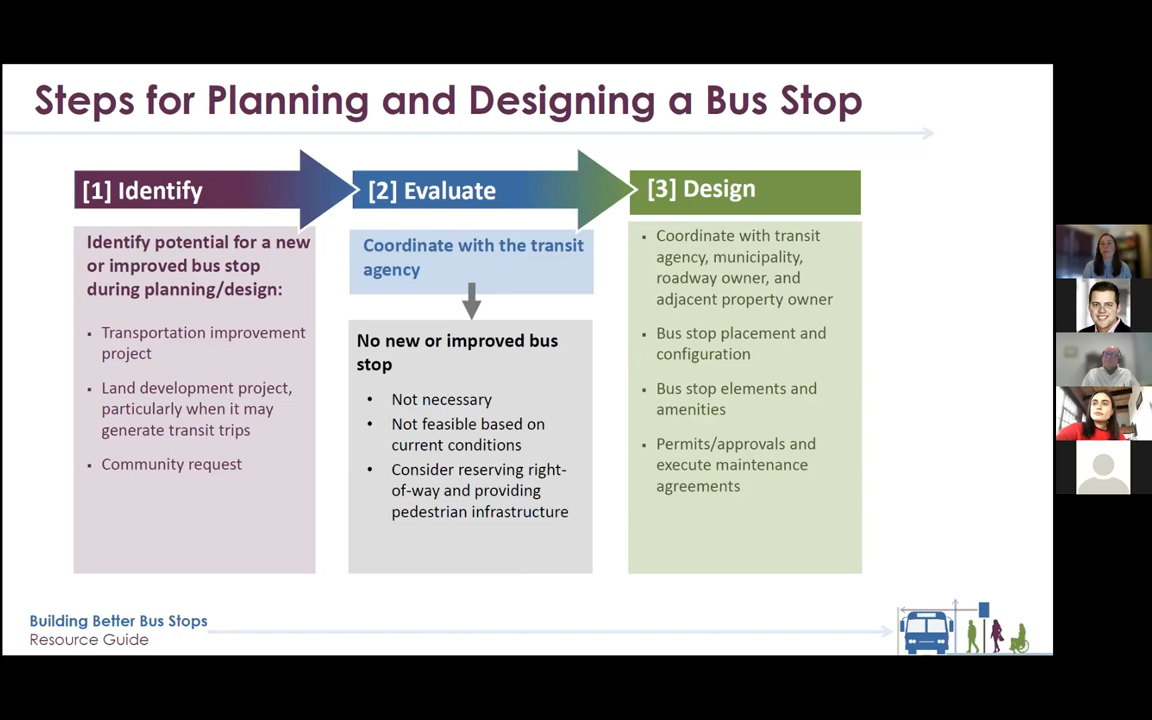 Steps for Planning and Designing a Bus Stop
[1] Identify
Identify potential for a new
or improved bus stop
during planning/design:
▪ Transportation improvement
project
▪ Land development project,
particularly when it may
generate transit trips
▪ Community request
[2] Evaluate
Coordinate with the transit
agency
No new or improved bus
stop
• Not necessary
• Not feasible based on
current conditions
• Consider reserving right-
of-way and providing
pedestrian infrastructure
[3] Design
▪ Coordinate with transit
agency, municipality,
roadway owner, and
adjacent property owner
▪ Bus stop placement and
configuration
▪ Bus stop elements and
amenities
▪ Permits/approvals and
execute maintenance
agreements
Building Better Bus Stops
Resource Guide